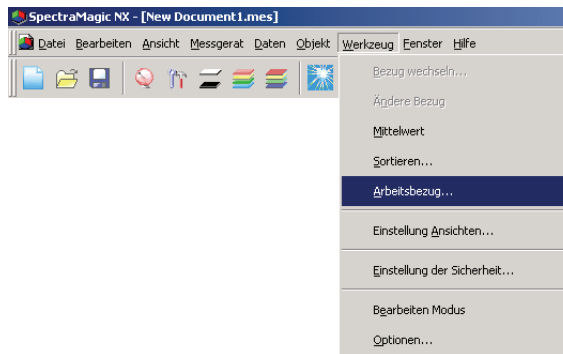 SpectraMagic NX - [New Document1.mes]
Datei Bearbeiten Ansicht Messgerat Daten Objekt Werkzeug Fenster Hilfe
Bezug wechseln...
Ändere Bezug
Mittelwert
Sortieren...
Arbeitsbezug...
Einstellung Ansichten...
Einstellung der Sicherheit...
Bearbeiten Modus
Optionen...